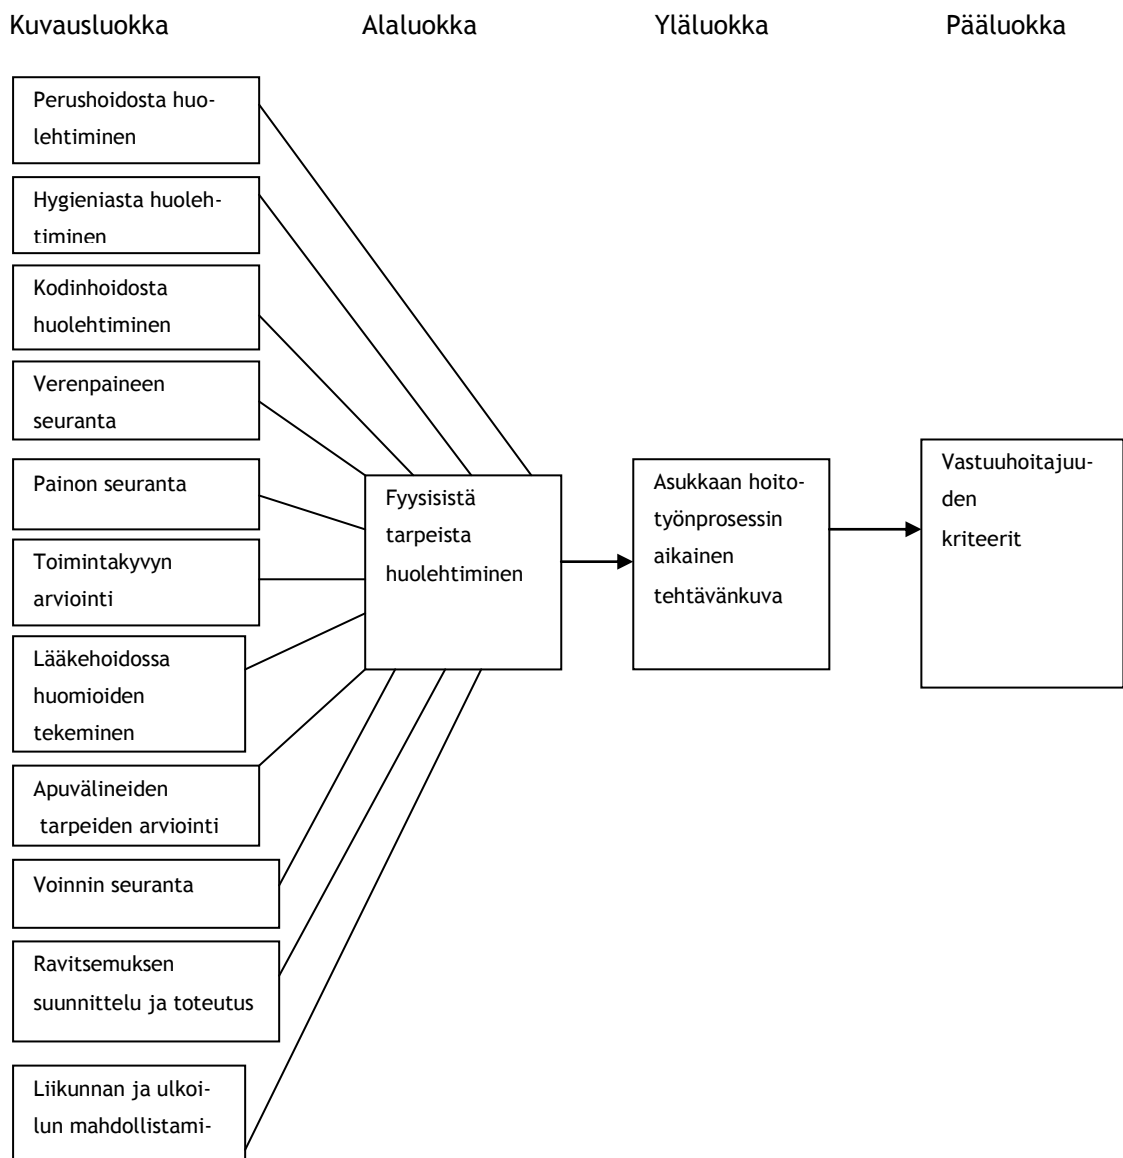 Kuvausluokka Alaluokka Yläluokka Pääluokka
Perushoidosta huo-
lehtiminen
Hygieniasta huoleh-
timinen
Kodinhoidosta
huolehtiminen
Verenpaineen
seuranta
Painon seuranta
Toimintakyvyn
arviointi
Lääkehoidossa
huomioiden
tekeminen
Apuvälineiden
tarpeiden arviointi
Voinnin seuranta
Ravitsemuksen
suunnittelu ja toteutus
Liikunnan ja ulkoi-
lun mahdollistami-
Fyysisistä
tarpeista
huolehtiminen
Asukkaan hoito-
työnprosessin
aikainen
tehtävänkuva
Vastuuhoitajuu-
den
kriteerit